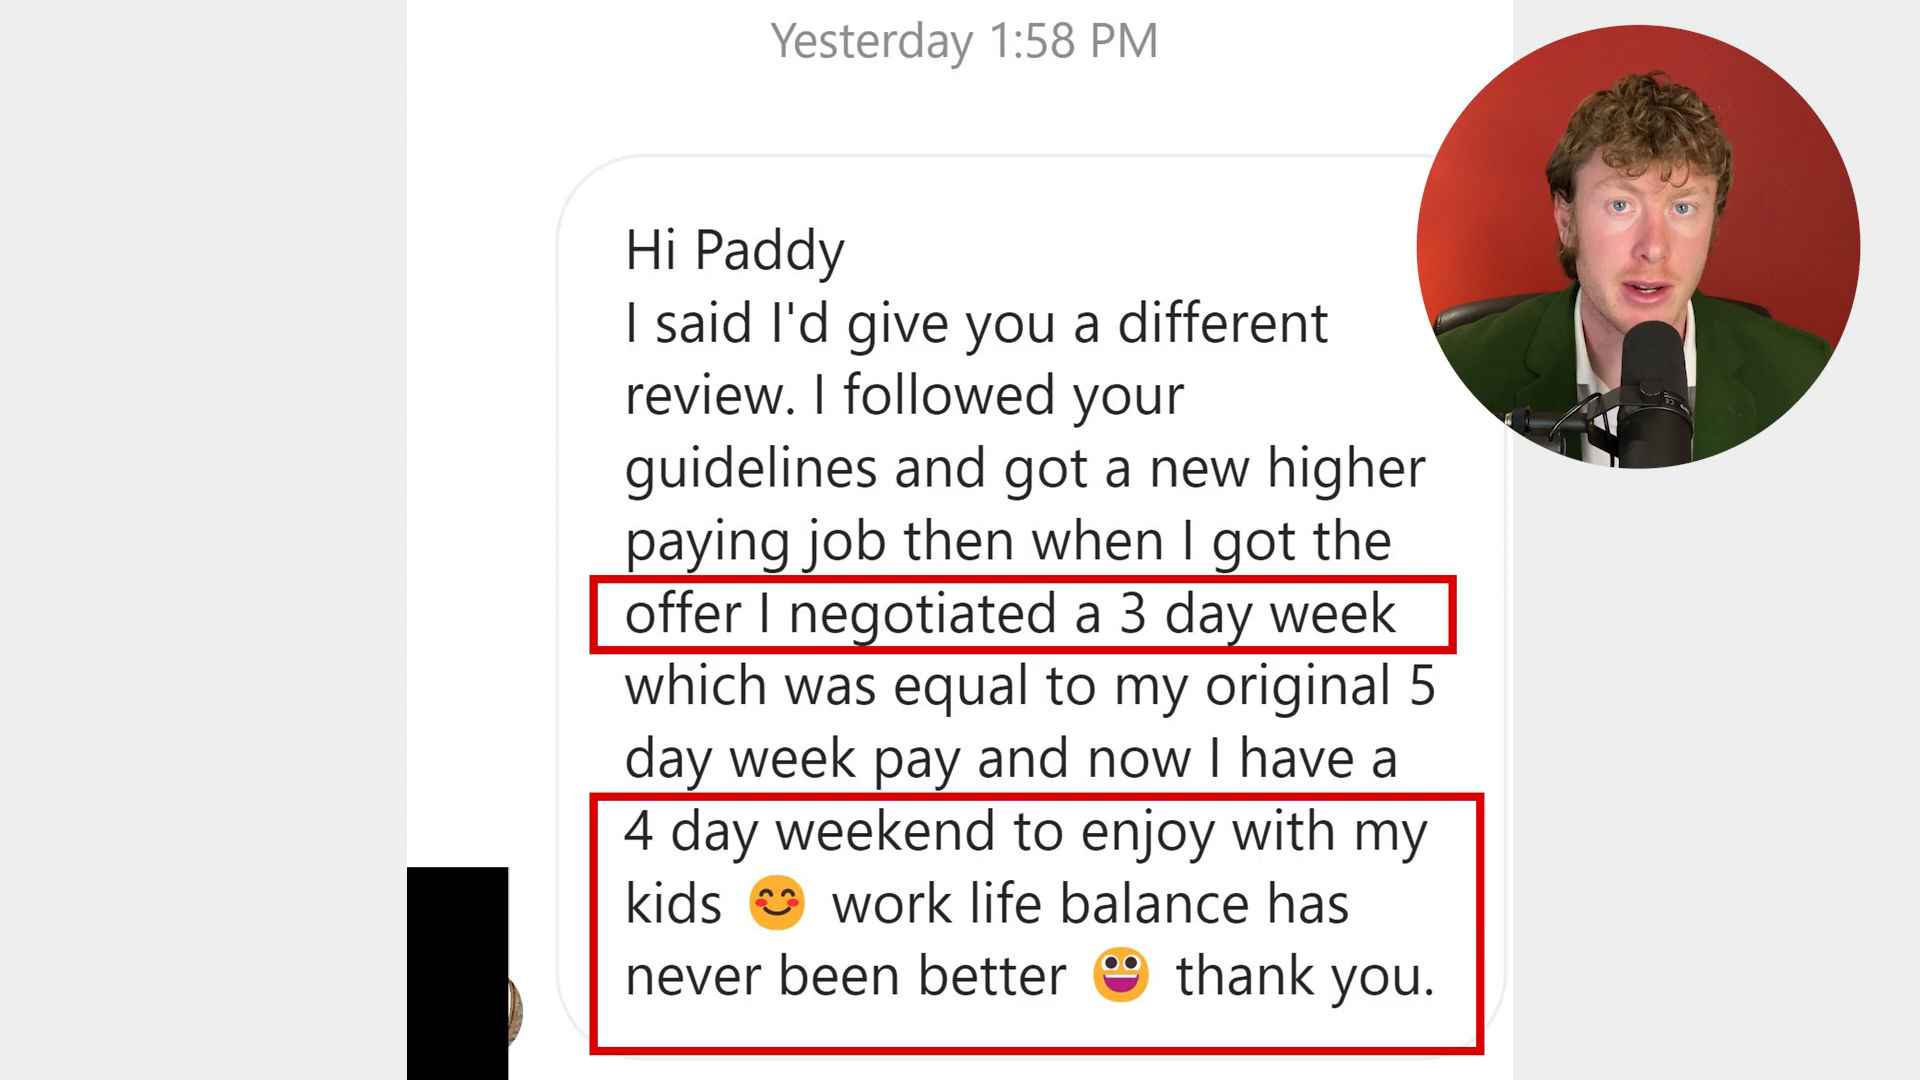 Yesterday 1:58 PM
Hi Paddy
I said I'd give you a different
review. I followed your
guidelines and got a new higher
paying job then when I got the
offer I negotiated a 3 day week
which was equal to my original 5
day week pay and now I have a
4 day weekend to enjoy with my
kids 😊 work life balance has
never been better 😀 thank you.